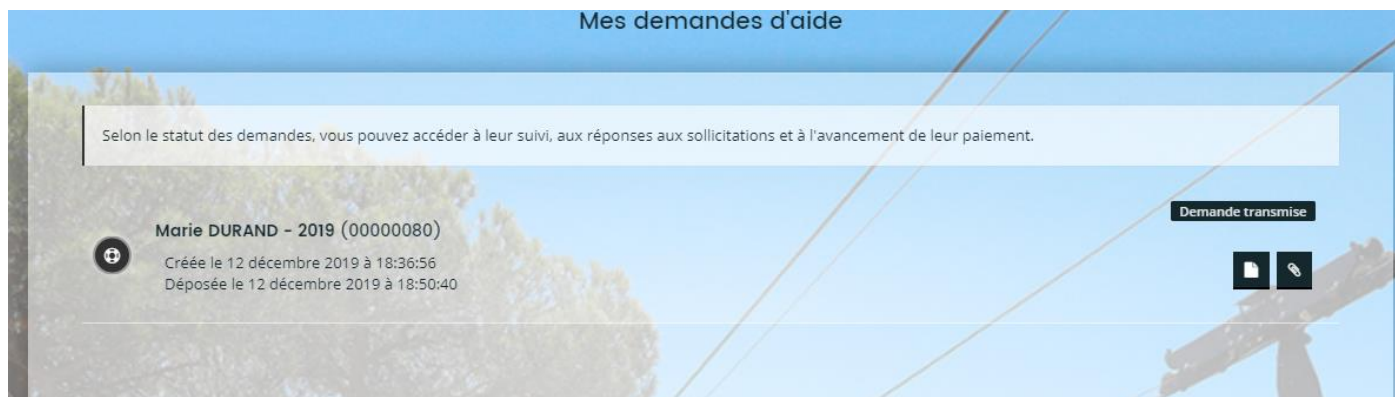 Mes demandes d'aide
Selon le statut des demandes, vous pouvez accéder à leur suivi, aux réponses aux sollicitations et à l'avancement de leur paiement.
Demande transmise
Marie DURAND - 2019 (00000080)
Créée le 12 décembre 2019 à 18:36:56
Déposée le 12 décembre 2019 à 18:50:40